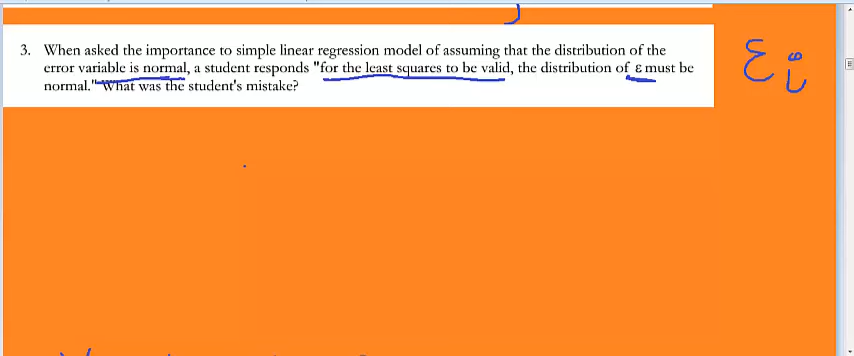 3. When asked the importance to simple linear regression model of assuming that the distribution of the
error variable is normal, a student responds "for the least squares to be valid, the distribution of ε must be
normal." What was the student's mistake?
εi